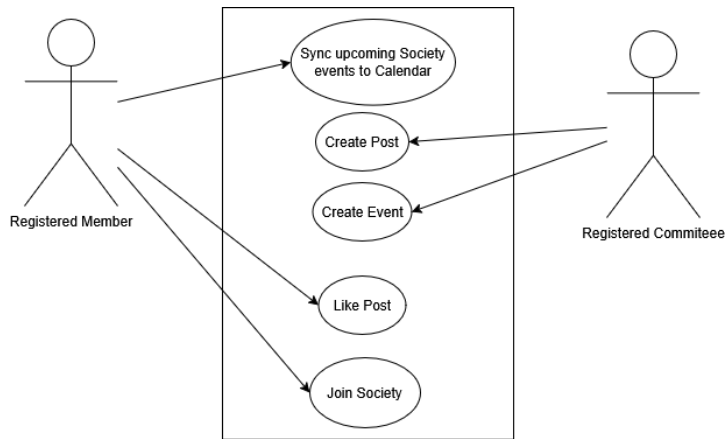 Sync upcoming Society
events to Calendar
Create Post
Create Event
Registered Member
Registered Commiteee
Like Post
Join Society